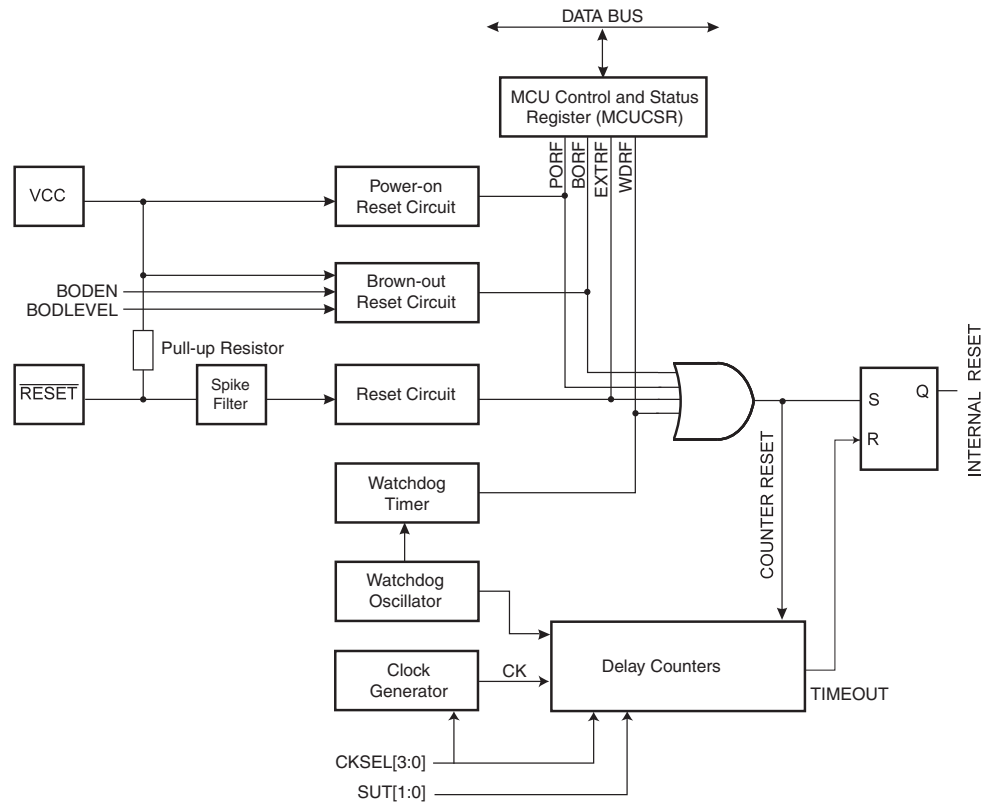 DATA BUS
MCU Control and Status
Register (MCUCSR)
PORF
BORF
EXTRF
WDRF
VCC
Power-on
Reset Circuit
BODEN
BODLEVEL
Brown-out
Reset Circuit
Pull-up Resistor
RESET
Spike
Filter
Reset Circuit
S
Q
R
INTERNAL RESET
COUNTER RESET
Watchdog
Timer
Watchdog
Oscillator
Clock
Generator
CK
Delay Counters
TIMEOUT
CKSEL[3:0]
SUT[1:0]